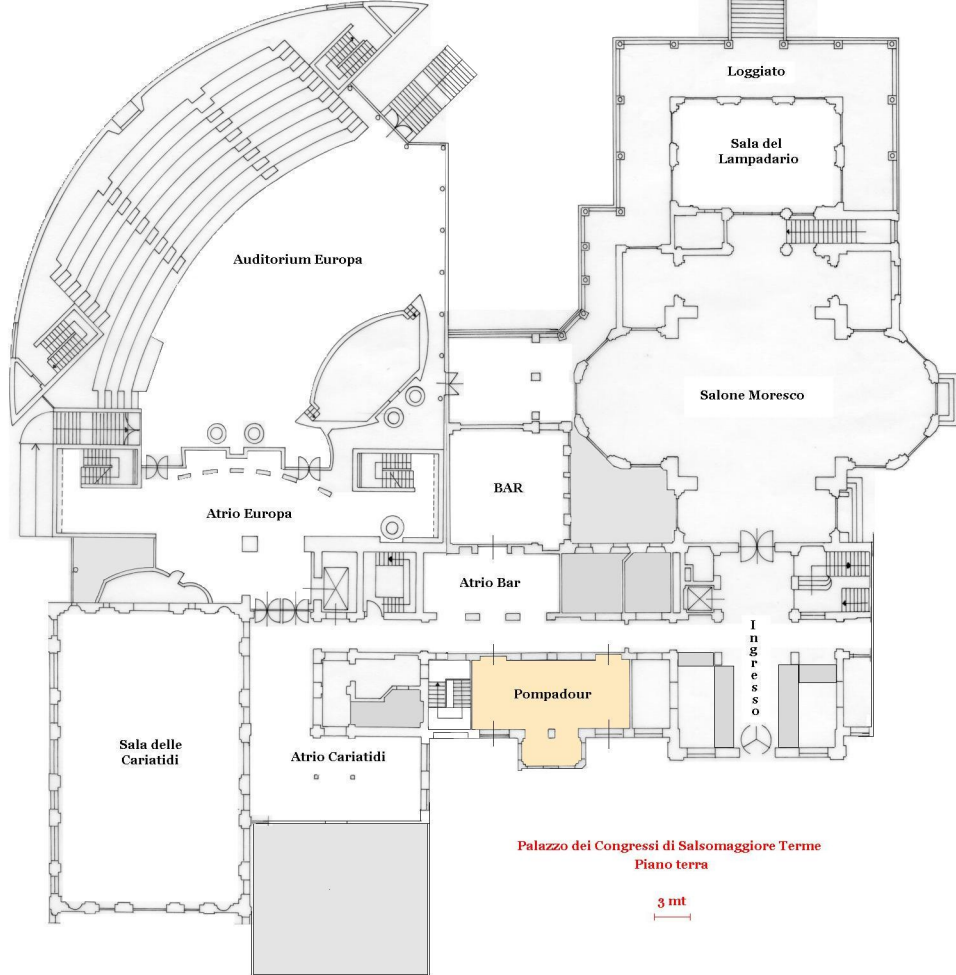 Loggiato
Sala del
Lampadario
Auditorium Europa
Salone Moresco
BAR
Atrio Europa
Atrio Bar
Ingresso
Pompadour
Sala delle
Cariatidi
Atrio Cariatidi
Palazzo dei Congressi di Salsomaggiore Terme
Piano terra
3 mt